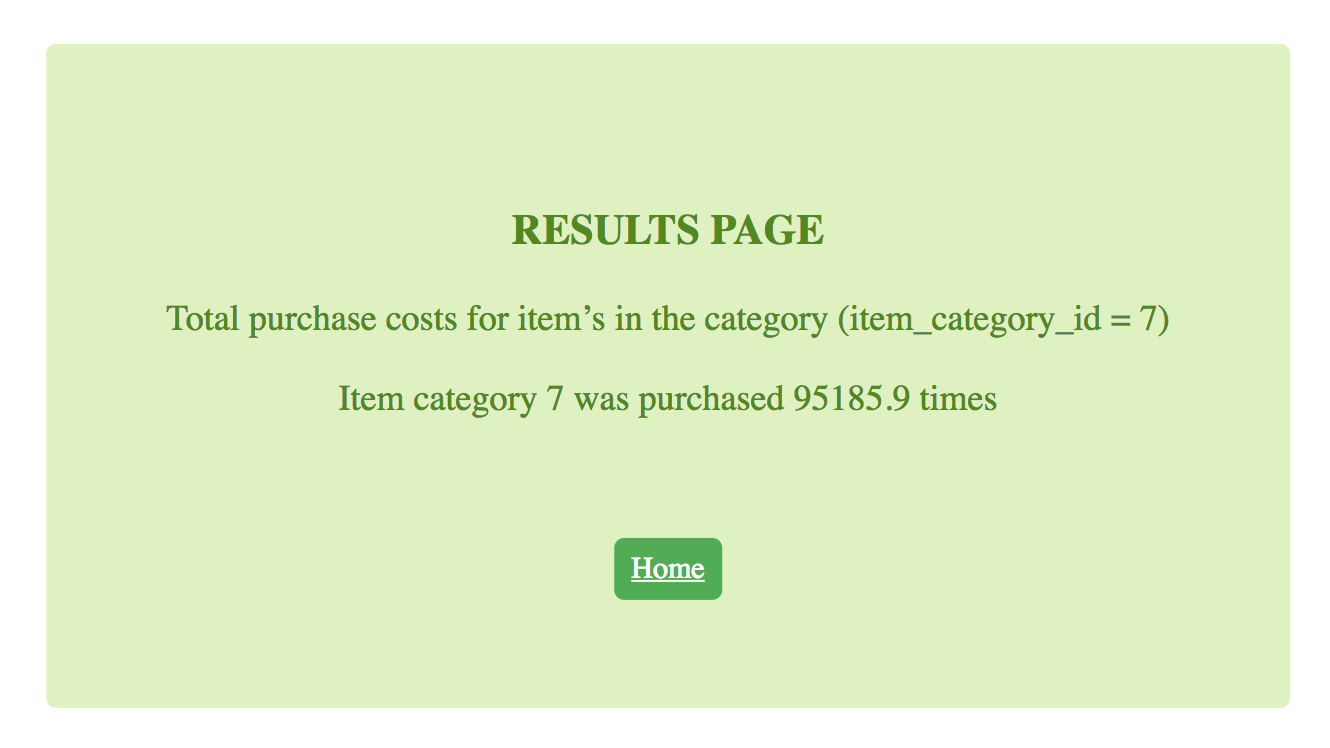 RESULTS PAGE
Total purchase costs for item’s in the category (item_category_id = 7)
Item category 7 was purchased 95185.9 times
Home